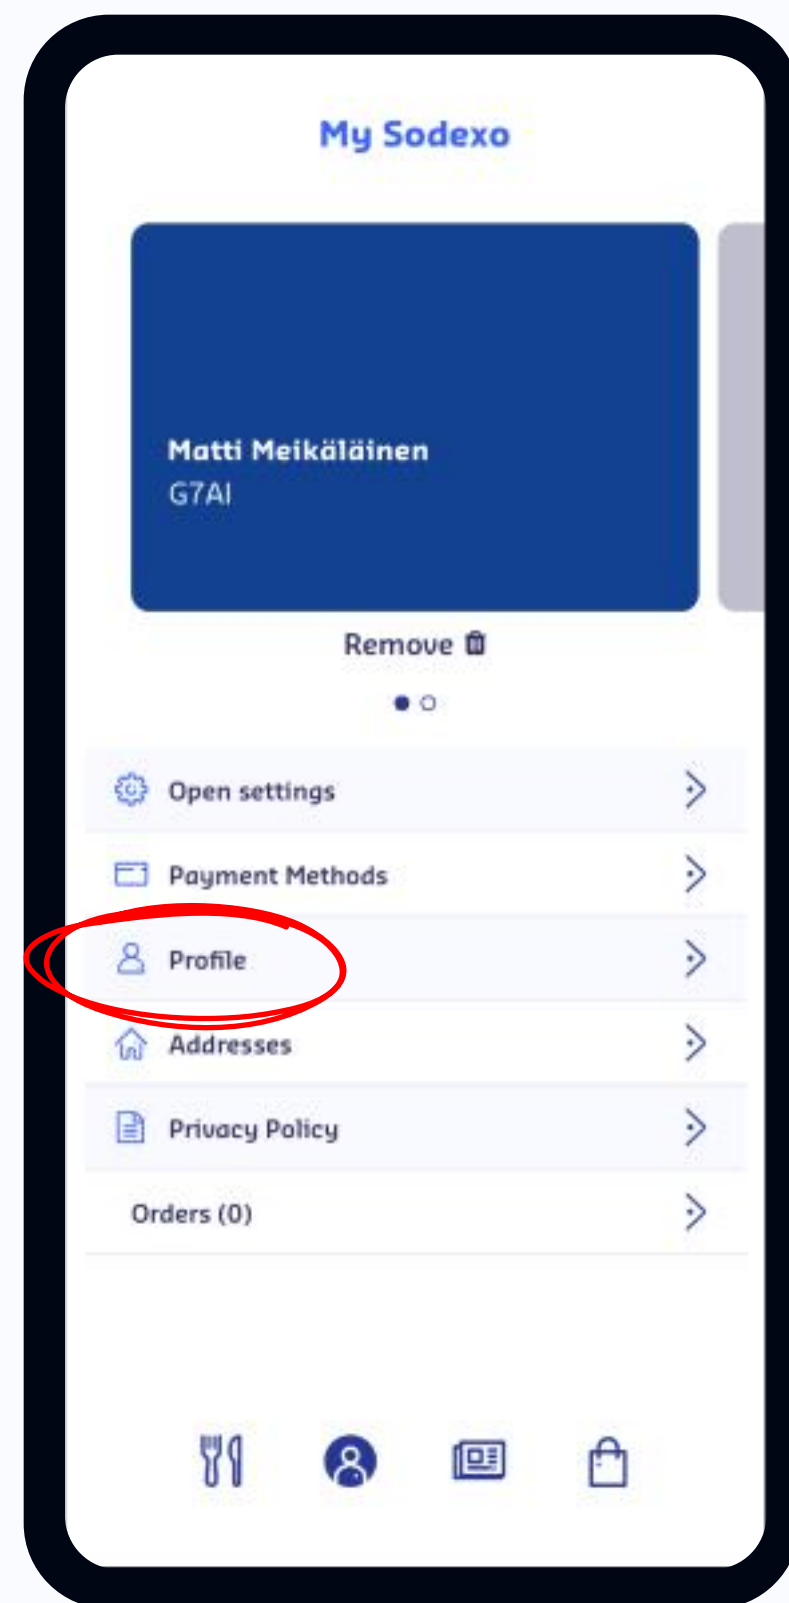 My Sodexo
Matti Meikäläinen
G7AI
Remove
Open settings
Payment Methods
Profile
Addresses
Privacy Policy
Orders (0)